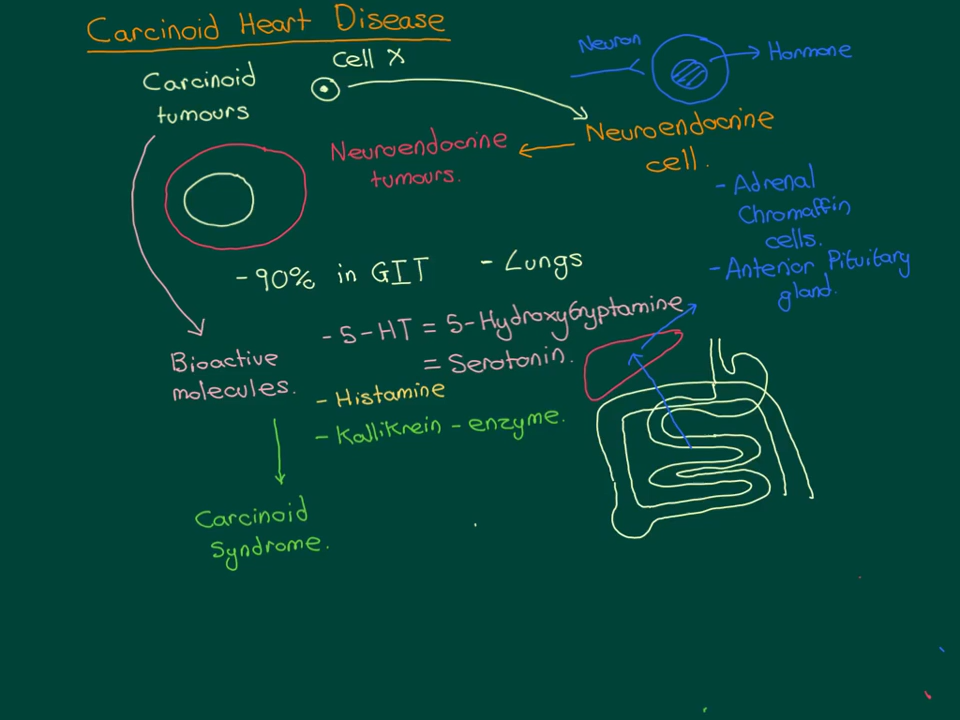 Carcinoid Heart Disease
Carcinoid
tumours
Cell X
Neuron
Hormone
Neuroendocrine
cell.
Neuroendocrine
tumours.
- Adrenal
Chromaffin
cells.
- Anterior Pituitary
gland.
- 90% in GIT
- Lungs
- 5-HT = 5-Hydroxytryptamine
= Serotonin.
Bioactive
molecules.
- Histamine
- Kallikrein - enzyme.
Carcinoid
Syndrome.